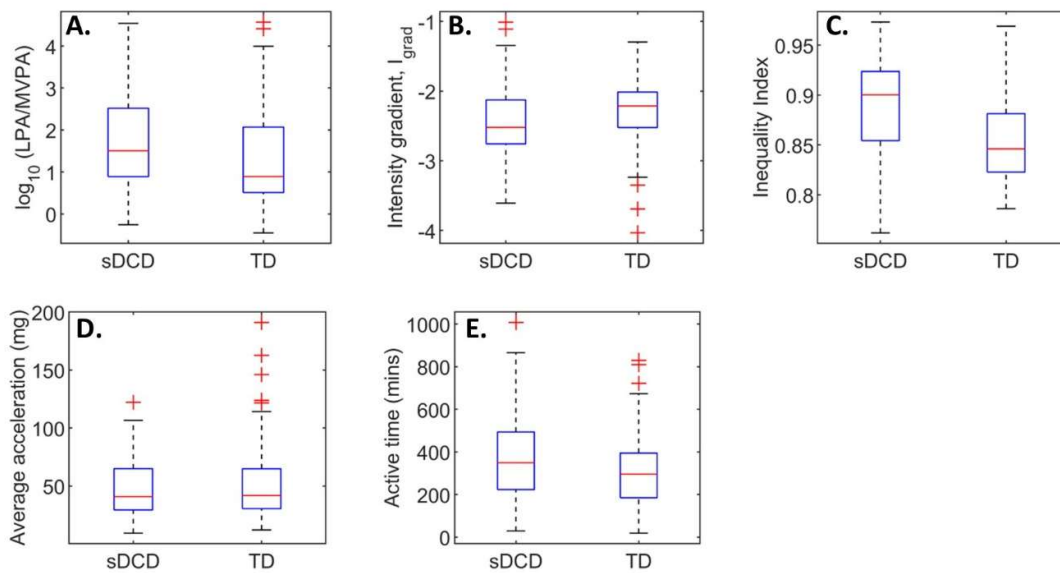 A.
log10 (LPA/MVPA)
4
3
2
1
0
sDCD TD
B.
Intensity gradient, Igrad
-1
-2
-3
-4
sDCD TD
C.
Inequality Index
0.95
0.9
0.85
0.8
sDCD TD
D.
Average acceleration (mg)
200
150
100
50
sDCD TD
E.
Active time (mins)
1000
800
600
400
200
0
sDCD TD